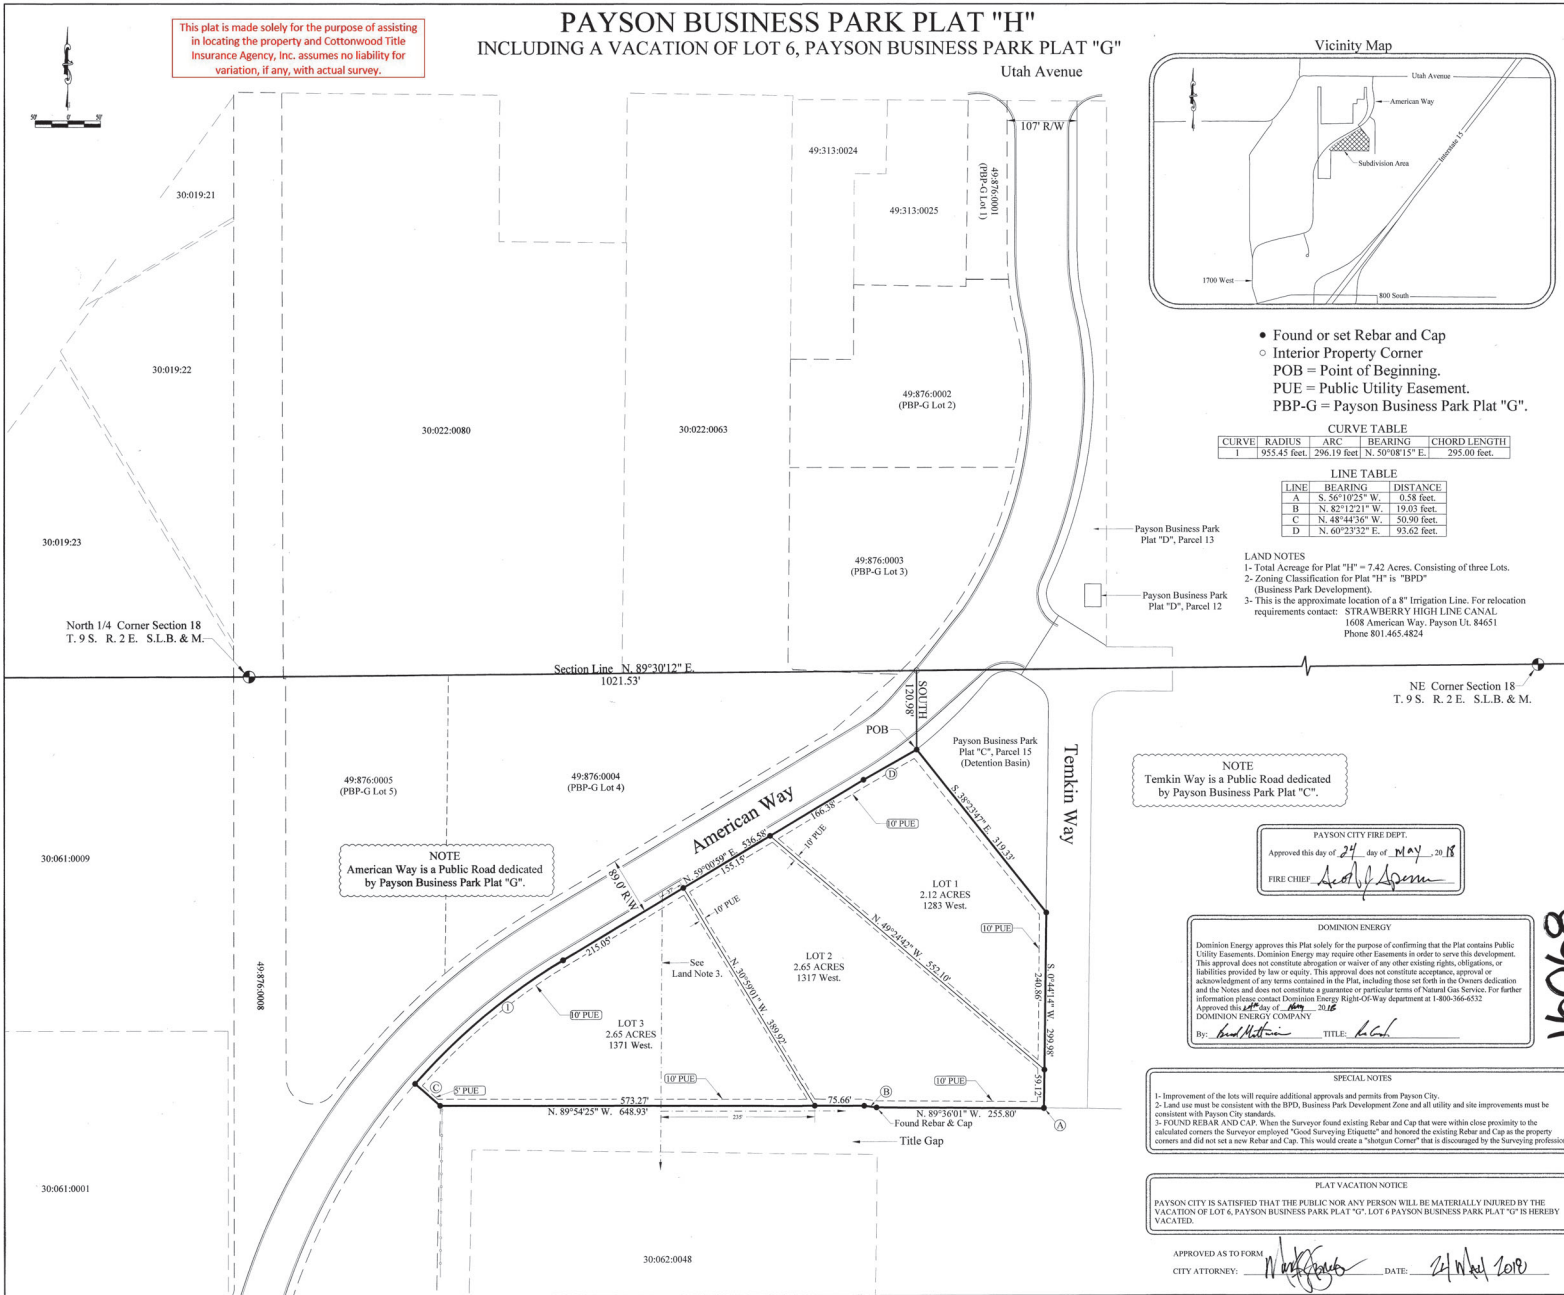 PAYSON BUSINESS PARK PLAT "H"
INCLUDING A VACATION OF LOT 6, PAYSON BUSINESS PARK PLAT "G"
This plat is made solely for the purpose of assisting
in locating the property and Cottonwood Title
Insurance Agency, Inc. assumes no liability for
variation, if any, with actual survey.
50' 0' 50'
Utah Avenue
107' R/W
49:313:0024
49:313:0025
49:876:0001
(PBP-G Lot 1)
30:019:21
30:019:22
30:019:23
30:022:0080
30:022:0063
49:876:0002
(PBP-G Lot 2)
49:876:0003
(PBP-G Lot 3)
Payson Business Park
Plat "D", Parcel 13
Payson Business Park
Plat "D", Parcel 12
Vicinity Map
Utah Avenue
American Way
Interstate 15
Subdivision Area
1700 West
800 South
Found or set Rebar and Cap
Interior Property Corner
POB = Point of Beginning.
PUE = Public Utility Easement.
PBP-G = Payson Business Park Plat "G".
CURVE TABLE
CURVE RADIUS ARC BEARING CHORD LENGTH
1 955.45 feet. 296.19 feet N. 50°08'15" E. 295.00 feet.
LINE TABLE
LINE BEARING DISTANCE
A S. 56°10'25" W. 0.58 feet.
B N. 82°12'21" W. 19.03 feet.
C N. 48°44'36" W. 50.90 feet.
D N. 60°23'32" E. 93.62 feet.
LAND NOTES
1- Total Acreage for Plat "H" = 7.42 Acres. Consisting of three Lots.
2- Zoning Classification for Plat "H" is "BPD"
(Business Park Development).
3- This is the approximate location of a 8" Irrigation Line. For relocation
requirements contact: STRAWBERRY HIGH LINE CANAL
1608 American Way. Payson Ut. 84651
Phone 801.465.4824
North 1/4 Corner Section 18
T. 9 S. R. 2 E. S.L.B. & M.
Section Line N. 89°30'12" E.
1021.53'
NE Corner Section 18
T. 9 S. R. 2 E. S.L.B. & M.
SOUTH
120.98'
POB
Payson Business Park
Plat "C", Parcel 15
(Detention Basin)
Temkin Way
NOTE
Temkin Way is a Public Road dedicated
by Payson Business Park Plat "C".
49:876:0005
(PBP-G Lot 5)
49:876:0004
(PBP-G Lot 4)
American Way
NOTE
American Way is a Public Road dedicated
by Payson Business Park Plat "G".
89.0' R/W
30:061:0009
49:876:0008
30:061:0001
30:062:0048
D
166.38'
10' PUE
10' PUE
N. 59°00'59" E. 536.58'
155.15'
10' PUE
215.05'
S. 38°23'47" E. 319.33'
LOT 1
2.12 ACRES
1283 West.
10' PUE
N. 49°24'42" W. 552.10'
LOT 2
2.65 ACRES
1317 West.
See
Land Note 3.
N. 30°59'01" W. 389.92'
S. 0°44'14" W. 299.98'
240.86'
59.12'
1
10' PUE
LOT 3
2.65 ACRES
1371 West.
C
5' PUE
10' PUE
10' PUE
573.27'
N. 89°54'25" W. 648.93'
235'
75.66'
B
N. 89°36'01" W. 255.80'
A
Found Rebar & Cap
Title Gap
PAYSON CITY FIRE DEPT.
Approved this day of 24 day of May, 20 18
FIRE CHIEF
DOMINION ENERGY
Dominion Energy approves this Plat solely for the purpose of confirming that the Plat contains Public
Utility Easements. Dominion Energy may require other Easements in order to serve this development.
This approval does not constitute abrogation or waiver of any other existing rights, obligations, or
liabilities provided by law or equity. This approval does not constitute acceptance, approval or
acknowledgment of any terms contained in the Plat, including those set forth in the Owners dedication
and the Notes and does not constitute a guarantee or particular terms of Natural Gas Service. For further
information please contact Dominion Energy Right-Of-Way department at 1-800-366-6532
Approved this day of May 2018
DOMINION ENERGY COMPANY
By: TITLE:
16068
SPECIAL NOTES
1- Improvement of the lots will require additional approvals and permits from Payson City.
2- Land use must be consistent with the BPD, Business Park Development Zone and all utility and site improvements must be
consistent with Payson City standards.
3- FOUND REBAR AND CAP. When the Surveyor found existing Rebar and Cap that were within close proximity to the
calculated corners the Surveyor employed "Good Surveying Etiquette" and honored the existing Rebar and Cap as the property
corners and did not set a new Rebar and Cap. This would create a "shotgun Corner" that is discouraged by the Surveying profession
PLAT VACATION NOTICE
PAYSON CITY IS SATISFIED THAT THE PUBLIC NOR ANY PERSON WILL BE MATERIALLY INJURED BY THE
VACATION OF LOT 6, PAYSON BUSINESS PARK PLAT "G". LOT 6 PAYSON BUSINESS PARK PLAT "G" IS HEREBY
VACATED.
APPROVED AS TO FORM
CITY ATTORNEY: DATE: 24 May 2018